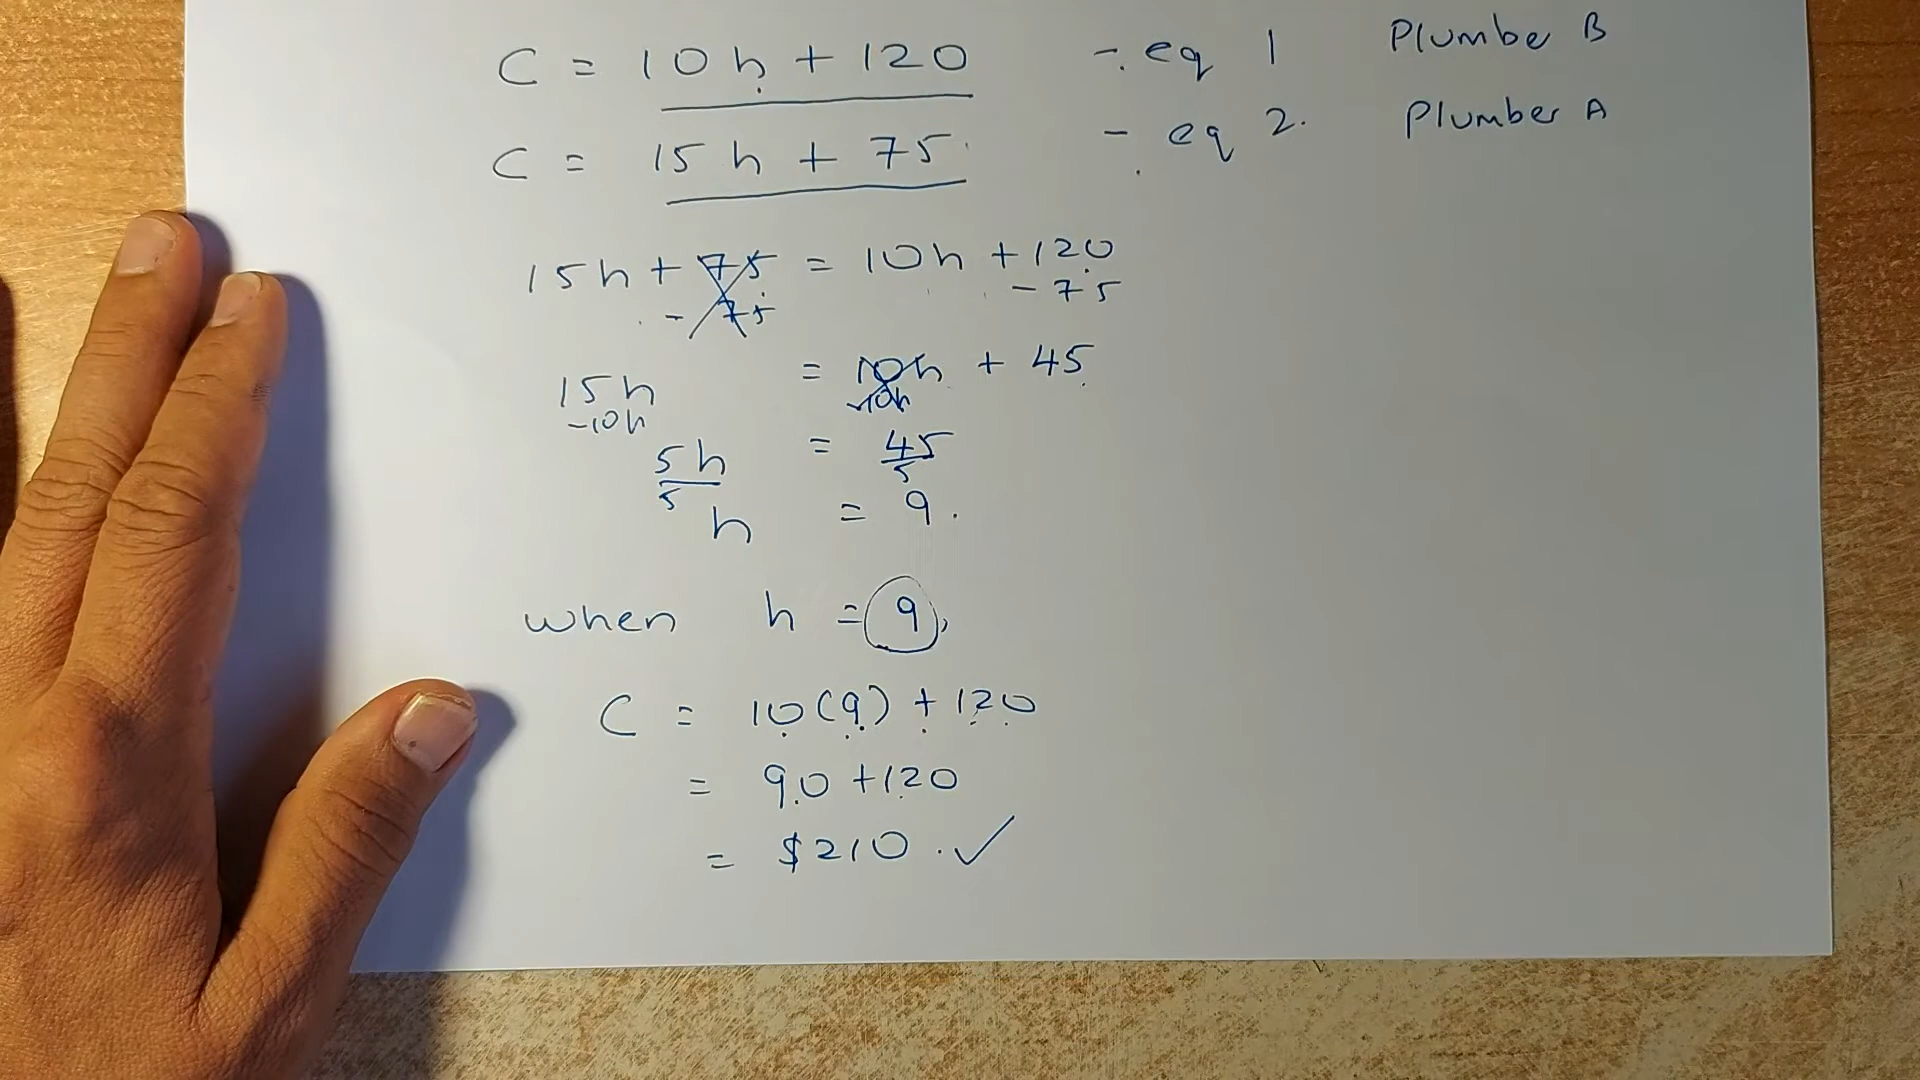 C = 10h + 120 - eq 1 Plumbe B
C = 15h + 75 - eq 2. Plumber A
15h + 75 = 10h + 120
- 75 - 75
15h = 10h + 45
-10h -10h
5h = 45
5 5
h = 9.
when h = 9,
C = 10(9) + 120
= 90 + 120
= $210. ✓